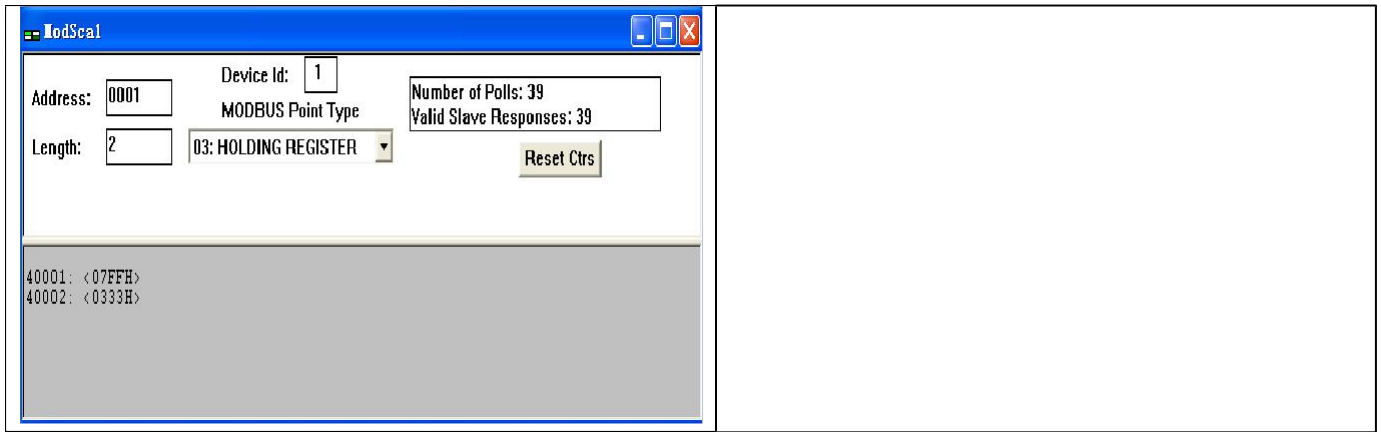 ModSca1
Device Id: 1
Address: 0001
MODBUS Point Type
Length: 2
03: HOLDING REGISTER
Number of Polls: 39
Valid Slave Responses: 39
Reset Ctrs
40001: <07FFH>
40002: <0333H>